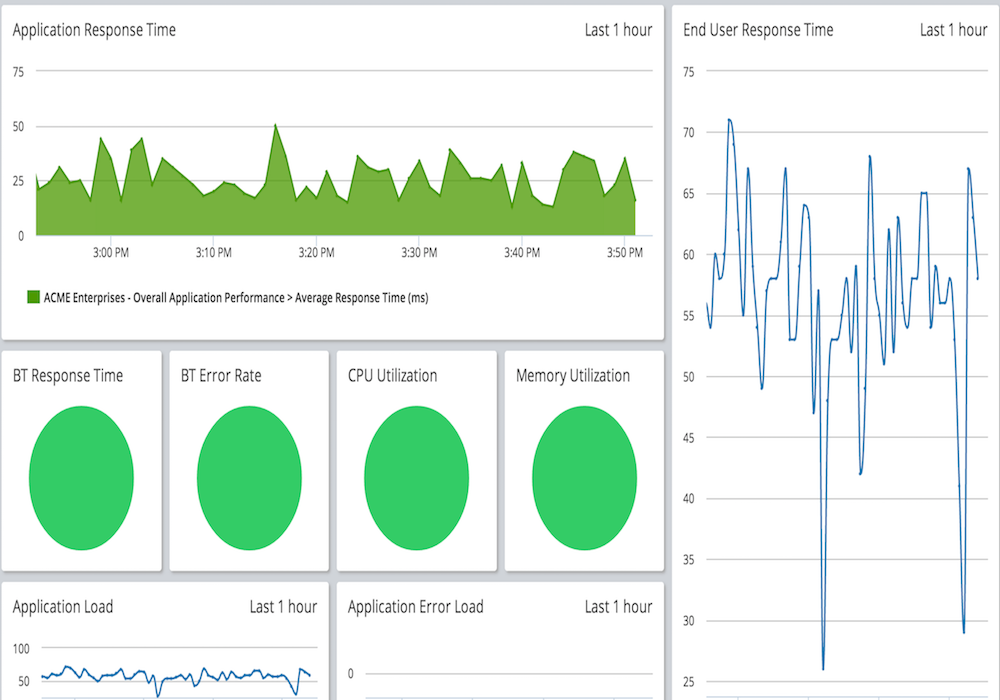 Application Response Time Last 1 hour
75
50
25
0
3:00 PM 3:10 PM 3:20 PM 3:30 PM 3:40 PM 3:50 PM
ACME Enterprises - Overall Application Performance > Average Response Time (ms)
End User Response Time Last 1 hour
75
70
65
60
55
50
45
40
35
30
25
BT Response Time
BT Error Rate
CPU Utilization
Memory Utilization
Application Load Last 1 hour
100
50
Application Error Load Last 1 hour
0